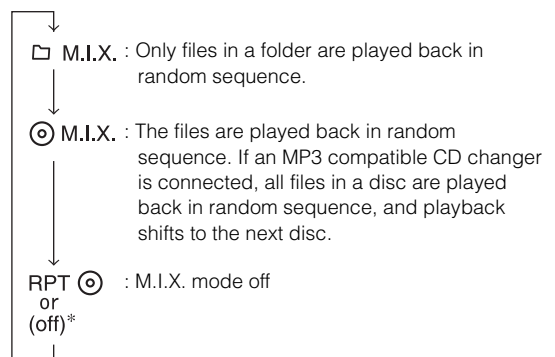 M.I.X. : Only files in a folder are played back in
random sequence.
M.I.X. : The files are played back in random
sequence. If an MP3 compatible CD changer
is connected, all files in a disc are played
back in random sequence, and playback
shifts to the next disc.
RPT : M.I.X. mode off
or
(off)*